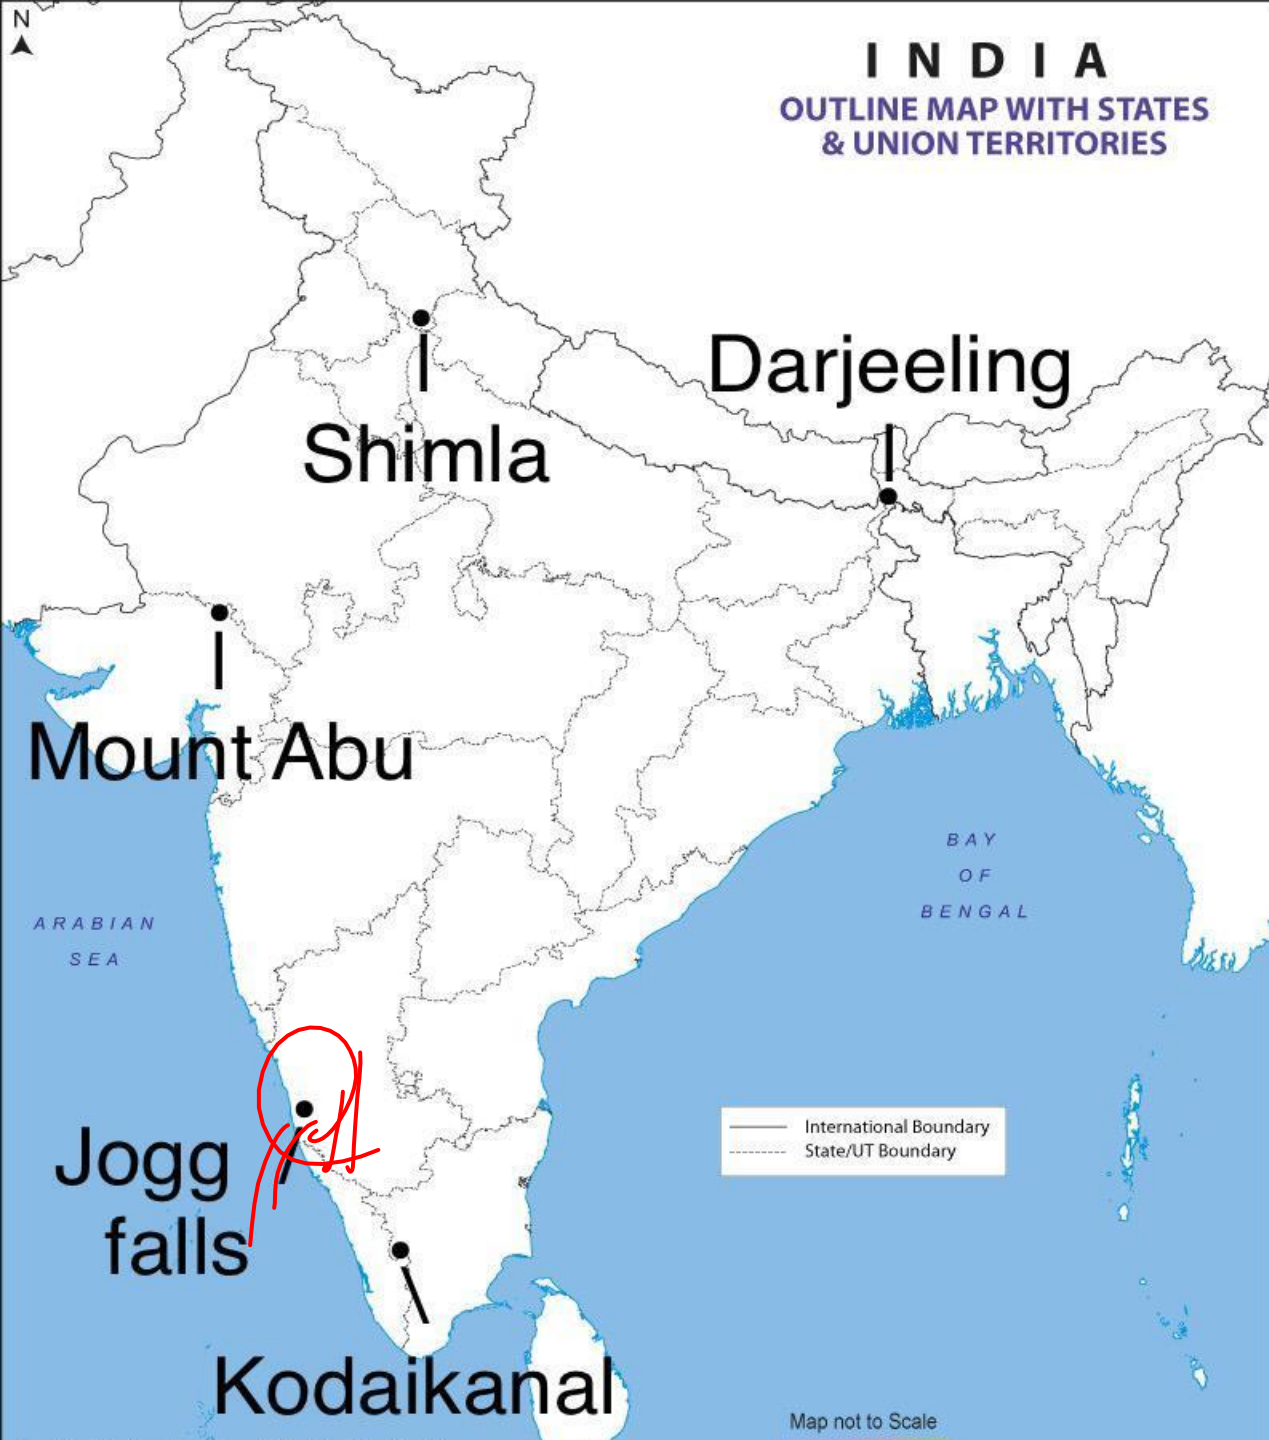 N
INDIA
OUTLINE MAP WITH STATES
& UNION TERRITORIES
Darjeeling
Shimla
Mount Abu
BAY
OF
BENGAL
ARABIAN
SEA
International Boundary
State/UT Boundary
Jogg
falls
Kodaikanal
Map not to Scale